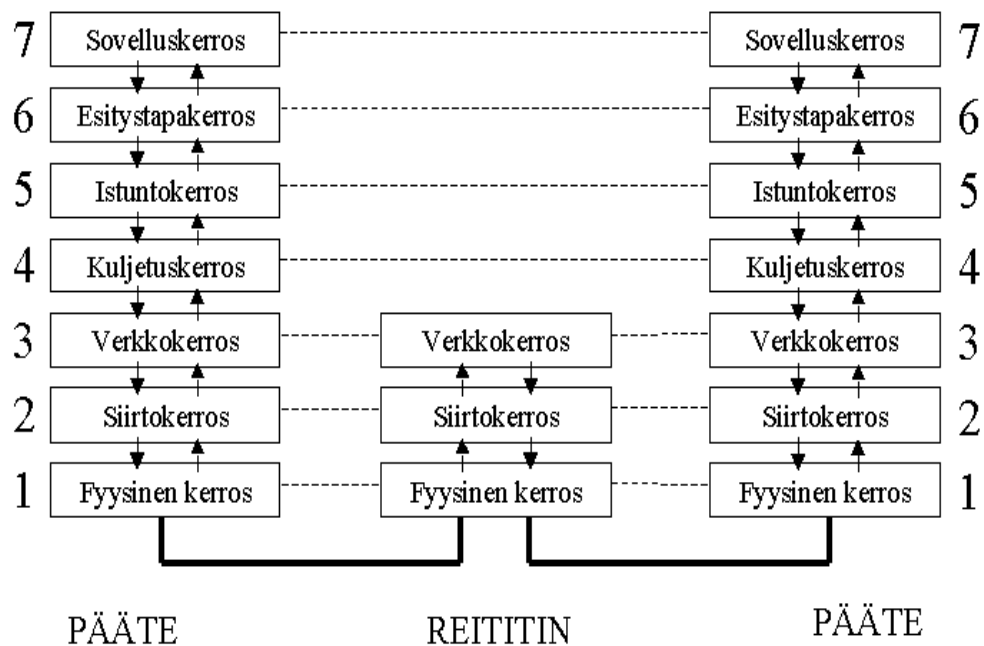 7 Sovelluskerros Sovelluskerros 7
6 Esitystapakerros Esitystapakerros 6
5 Istuntokerros Istuntokerros 5
4 Kuljetuskerros Kuljetuskerros 4
3 Verkkokerros Verkkokerros Verkkokerros 3
2 Siirtokerros Siirtokerros Siirtokerros 2
1 Fyysinen kerros Fyysinen kerros Fyysinen kerros 1
PÄÄTE REITITIN PÄÄTE